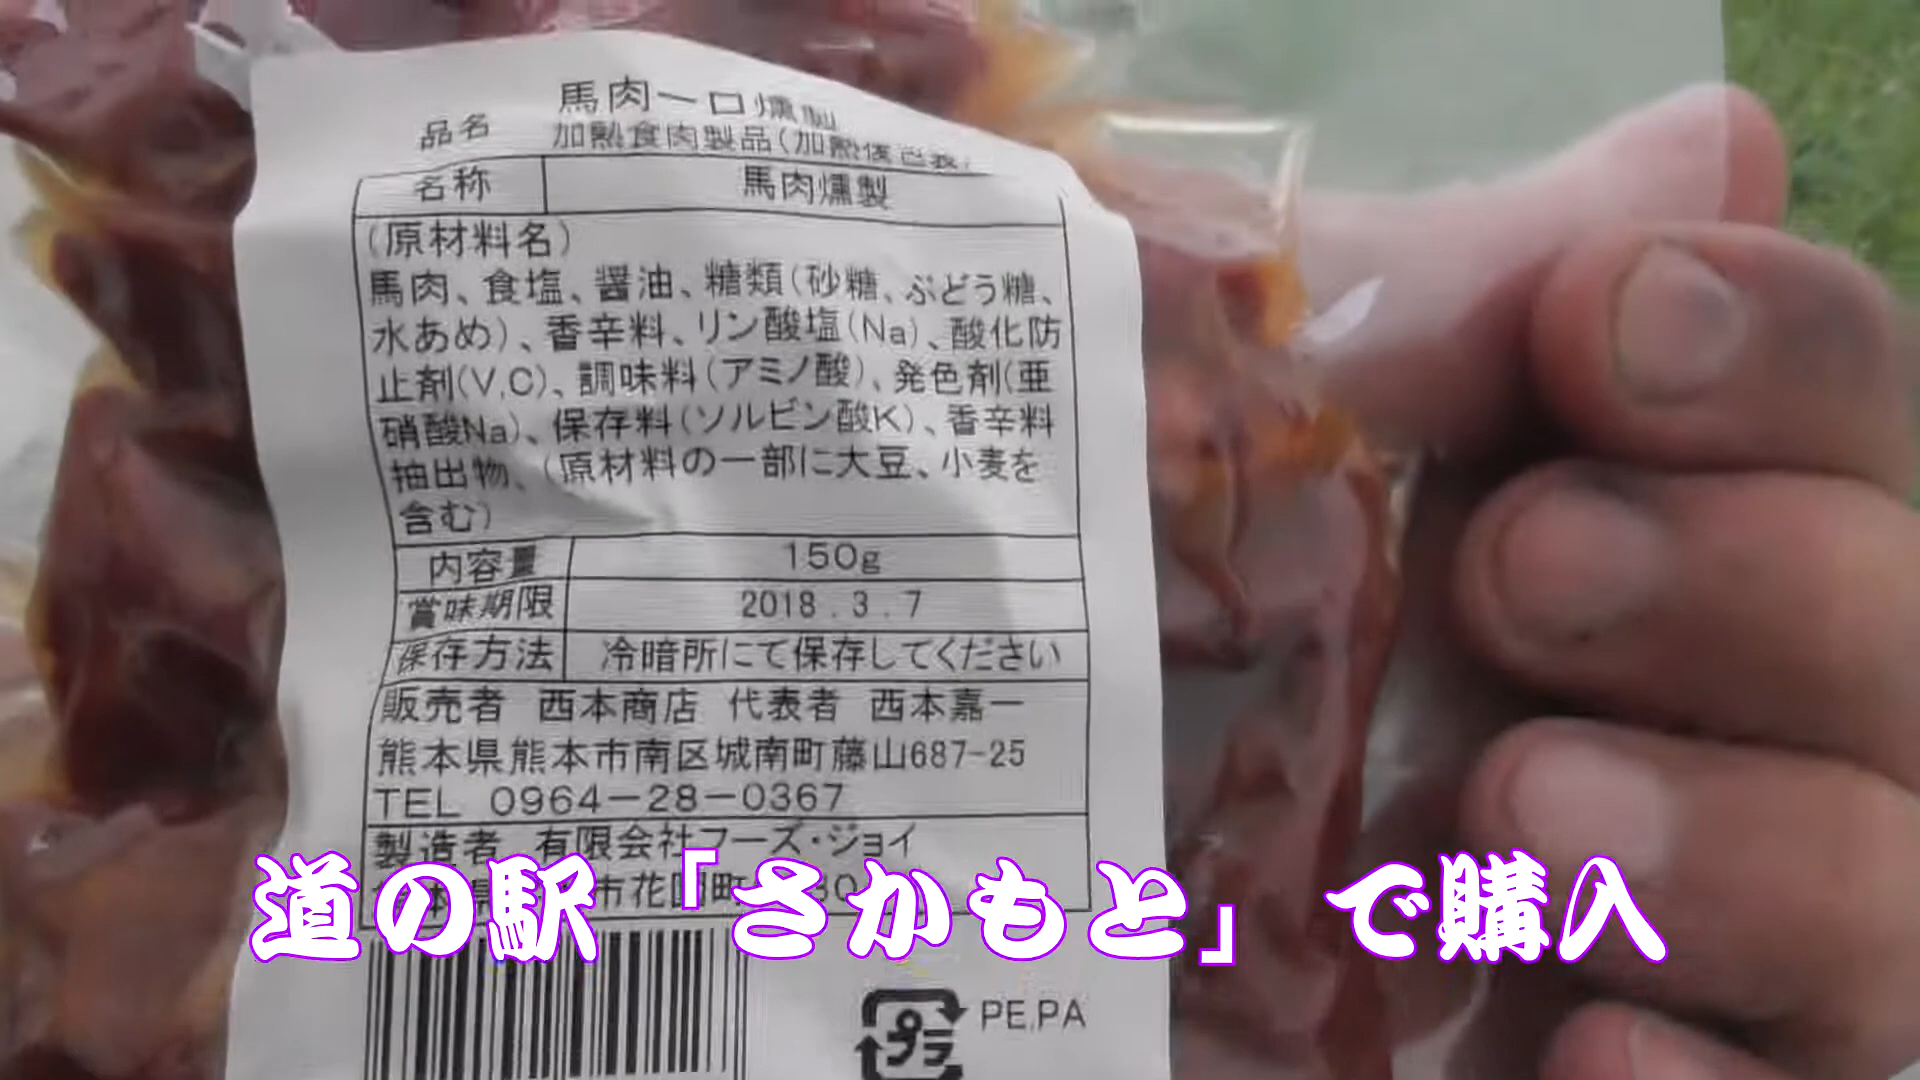 馬肉一口燻製
品名 加熱食肉製品(加熱後包装)
名称 馬肉燻製
(原材料名)
馬肉、食塩、醤油、糖類(砂糖、ぶどう糖、
水あめ)、香辛料、リン酸塩(Na)、酸化防
止剤(V.C)、調味料(アミノ酸)、発色剤(亜
硝酸Na)、保存料(ソルビン酸K)、香辛料
抽出物、(原材料の一部に大豆、小麦を
含む)
内容量 150g
賞味期限 2018.3.7
保存方法 冷暗所にて保存してください
販売者 西本商店 代表者 西本嘉一
熊本県熊本市南区城南町藤山687-25
TEL 0964-28-0367
製造者 有限会社フーズ・ジョイ
市花園町
道の駅「さかもと」で購入
プラ PE,PA